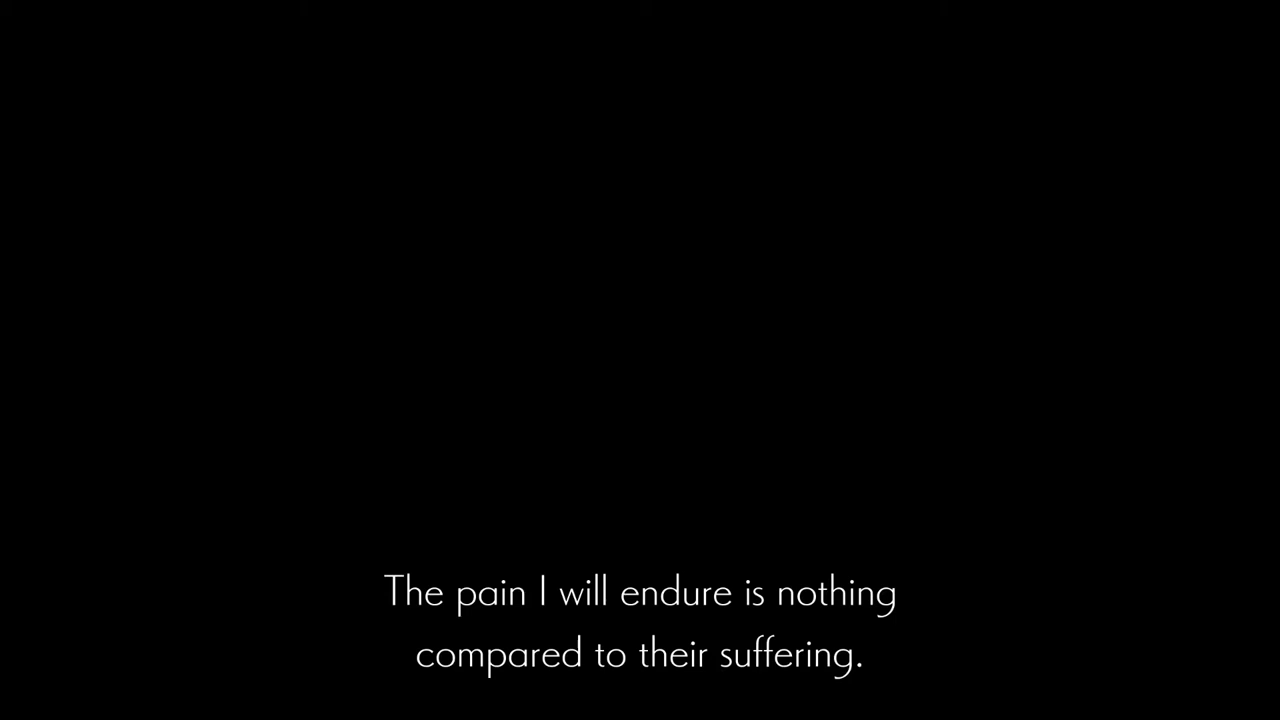 The pain I will endure is nothing
compared to their suffering.